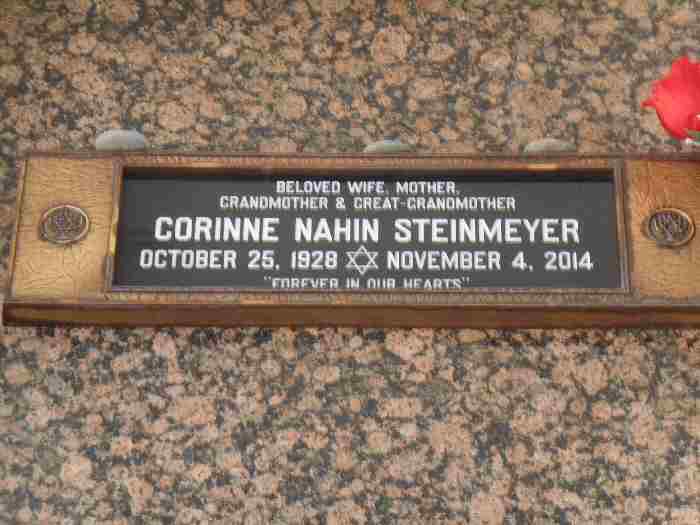 BELOVED WIFE, MOTHER,
GRANDMOTHER & GREAT-GRANDMOTHER
CORINNE NAHIN STEINMEYER
OCTOBER 25, 1928 ✡ NOVEMBER 4, 2014
"FOREVER IN OUR HEARTS"